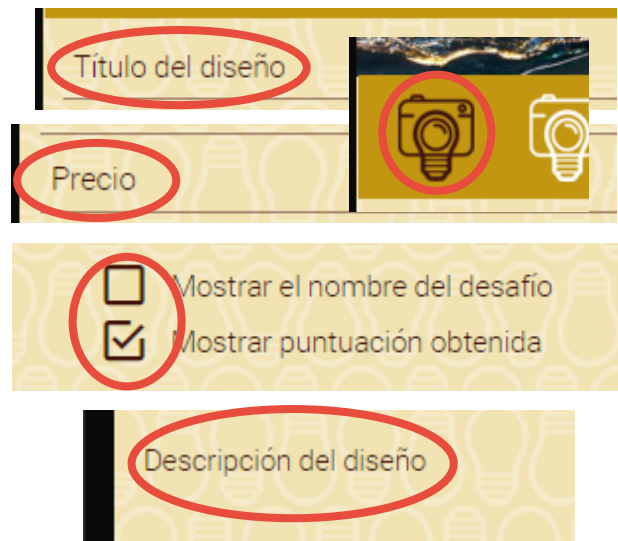 Título del diseño
Precio
Mostrar el nombre del desafío
Mostrar puntuación obtenida
Descripción del diseño